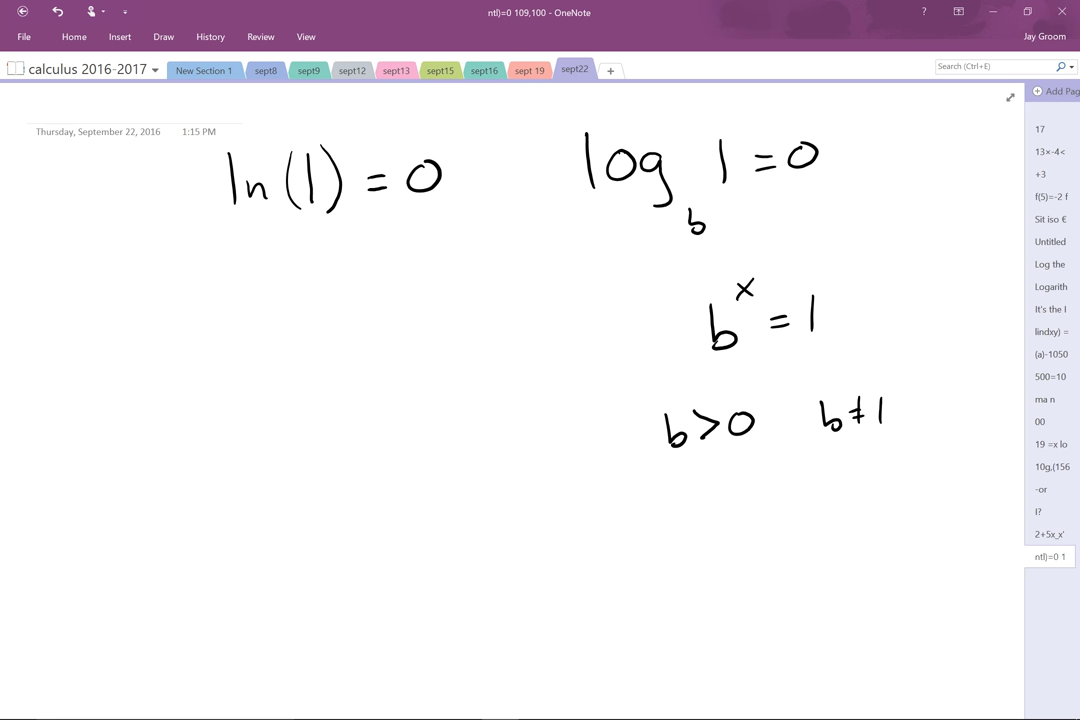 ntl)=0 109,100 - OneNote
File Home Insert Draw History Review View
Jay Groom
calculus 2016-2017
New Section 1 sept8 sept9 sept12 sept13 sept15 sept16 sept 19 sept22
Search (Ctrl+E)
Add Pag
Thursday, September 22, 2016 1:15 PM
ln(1) = 0
log_b 1 = 0
b^x = 1
b > 0 b ≠ 1
17
13×-4<
+3
f(5)=-2 f
Sit iso €
Untitled
Log the
Logarith
It's the I
lindxy) =
(a)-1050
500=10
ma n
00
19 =x lo
10g,(156
-or
I?
2+5x_x'
ntl)=0 1